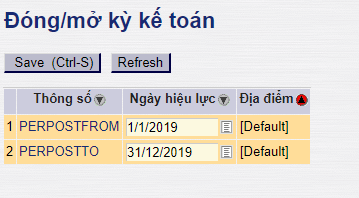 Đóng/mở kỳ kế toán
Save (Ctrl-S) Refresh
Thông số Ngày hiệu lực Địa điểm
1 PERPOSTFROM 1/1/2019 [Default]
2 PERPOSTTO 31/12/2019 [Default]